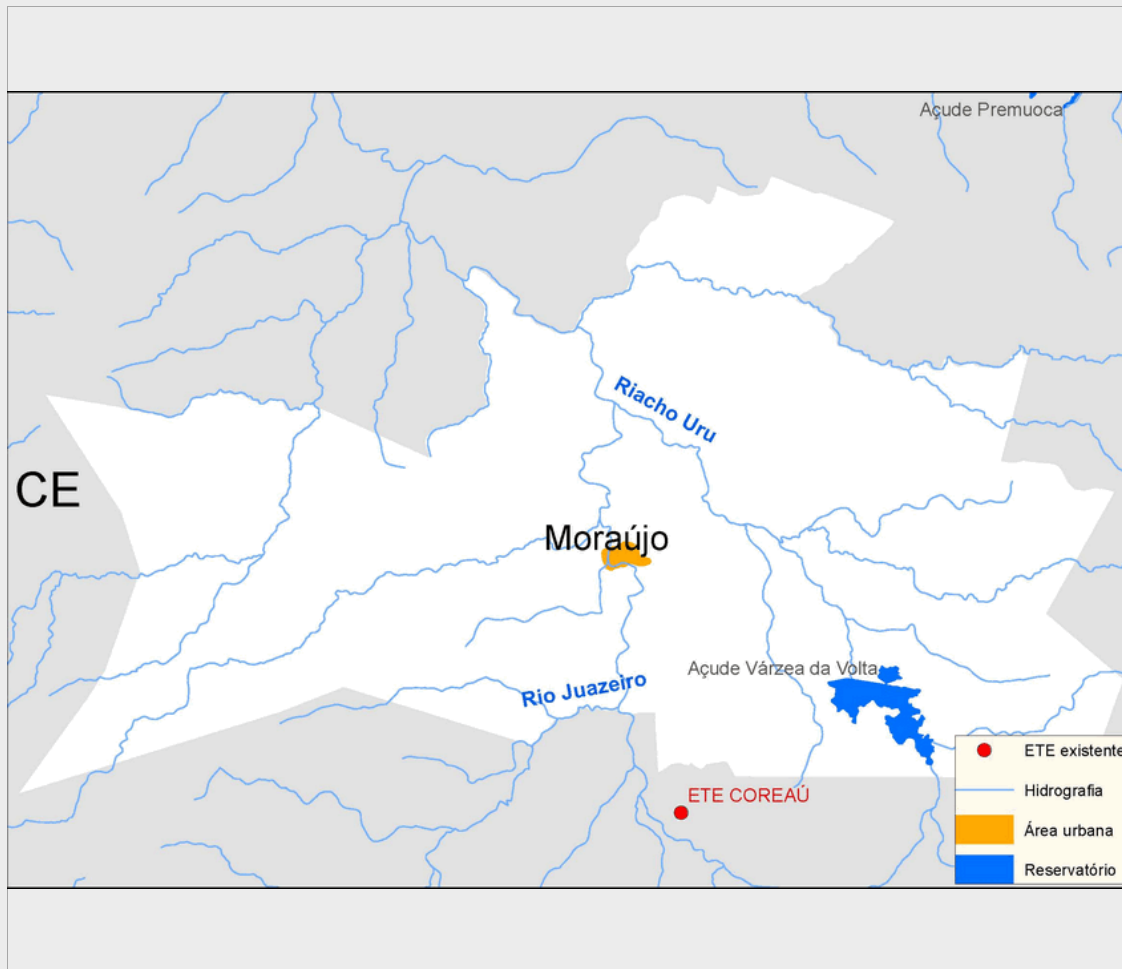 Açude Premuoca
Riacho Uru
CE
Moraújo
Açude Várzea da Volta
Rio Juazeiro
ETE existente
ETE COREAÚ
Hidrografia
Área urbana
Reservatório